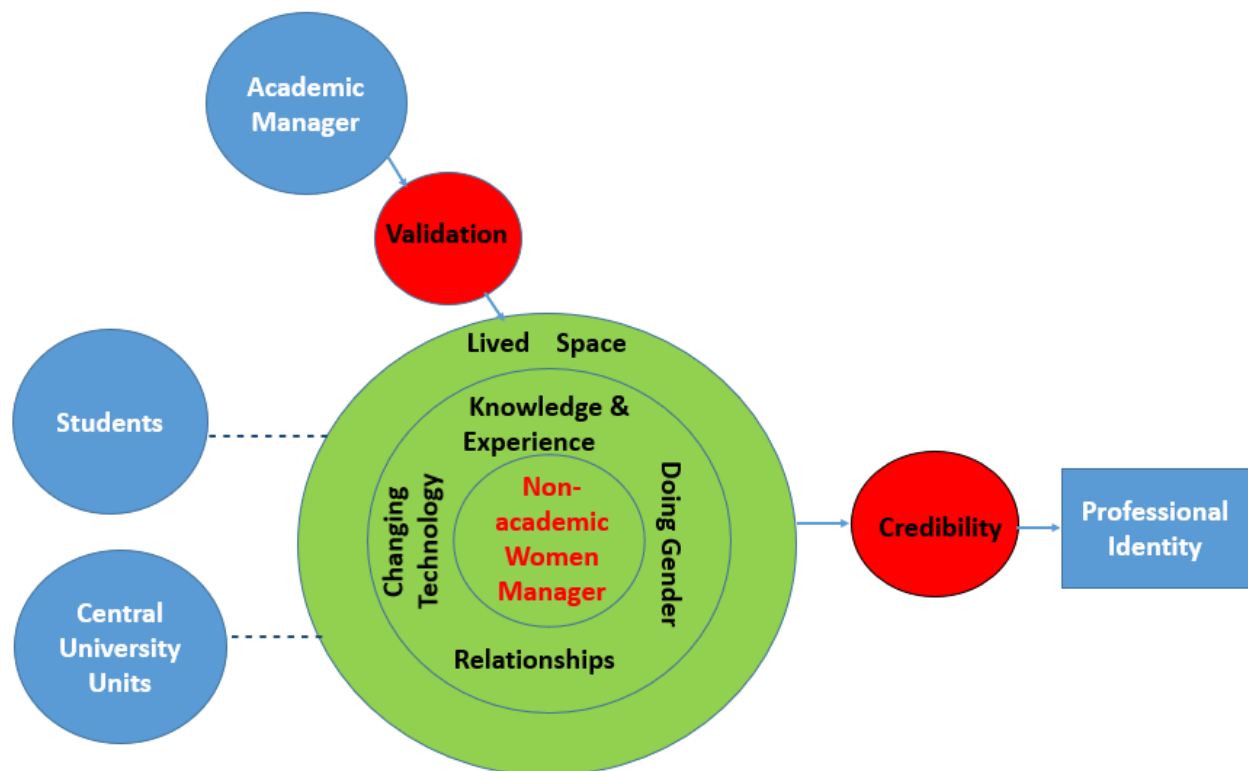 Academic
Manager
Validation
Lived Space
Students
Knowledge &
Experience
Changing
Technology
Non-
academic
Women
Manager
Doing Gender
Relationships
Central
University
Units
Credibility
Professional
Identity